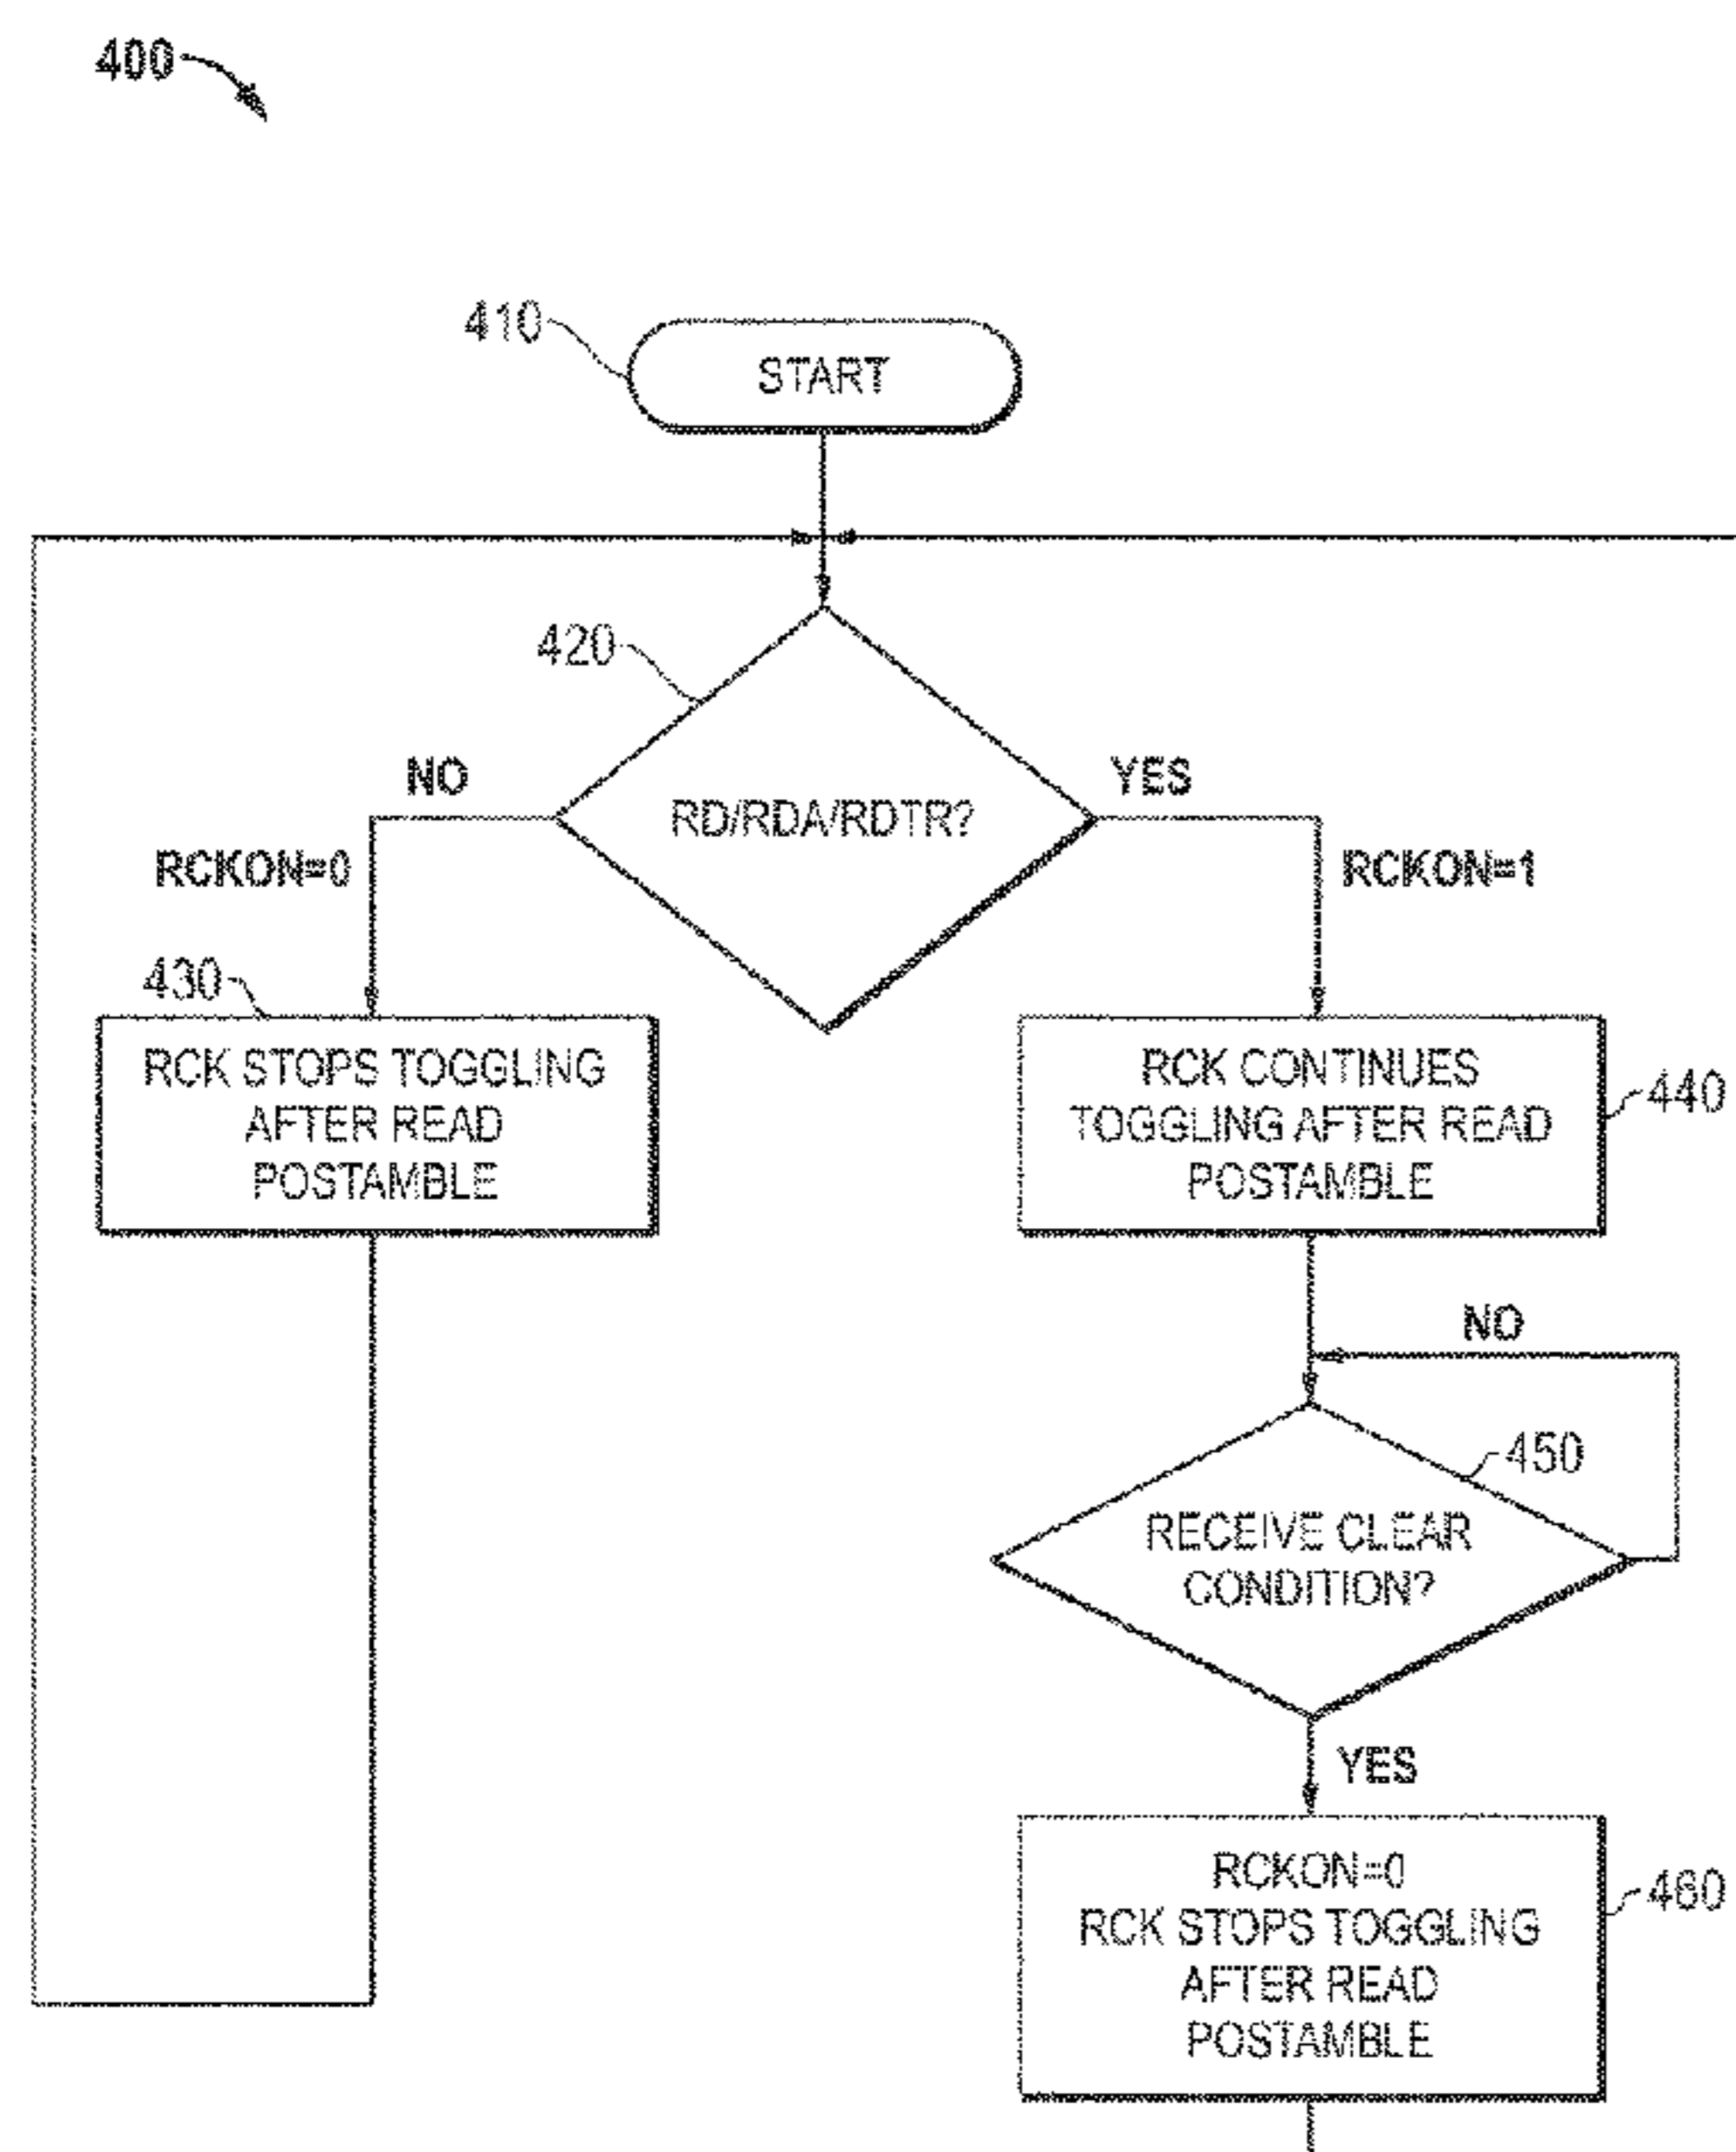 400
410
START
420
NO
RD/RDA/RDTR?
YES
RCKON=0
RCKON=1
430
RCK STOPS TOGGLING
AFTER READ
POSTAMBLE
RCK CONTINUES
TOGGLING AFTER READ
POSTAMBLE
440
NO
450
RECEIVE CLEAR
CONDITION?
YES
RCKON=0
RCK STOPS TOGGLING
AFTER READ
POSTAMBLE
460